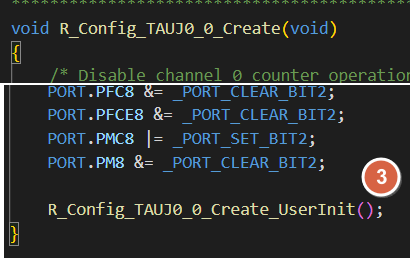 void R_Config_TAUJ0_0_Create(void)
{
/* Disable channel 0 counter operation
PORT.PFC8 &= _PORT_CLEAR_BIT2;
PORT.PFCE8 &= _PORT_CLEAR_BIT2;
PORT.PMC8 |= _PORT_SET_BIT2;
PORT.PM8 &= _PORT_CLEAR_BIT2;
3
R_Config_TAUJ0_0_Create_UserInit();
}